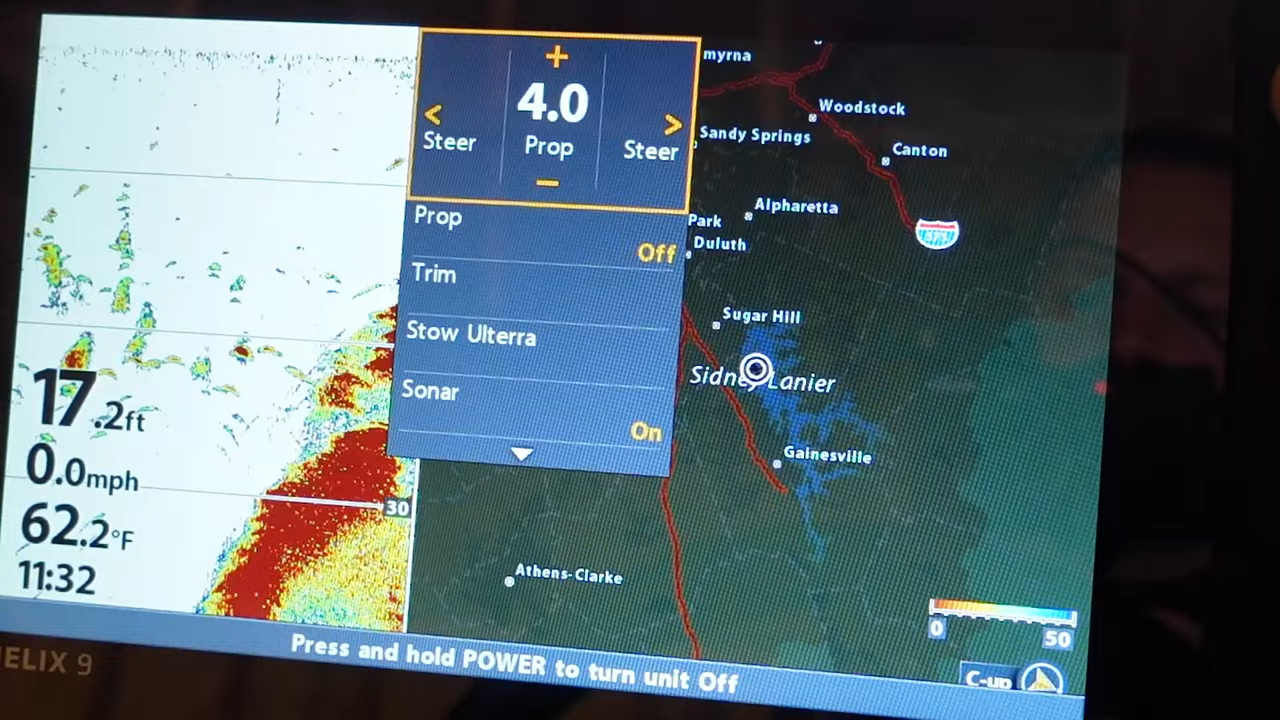 +
4.0
<
Steer
Prop
>
Steer
−
Prop
Off
Trim
Stow Ulterra
Sonar
On
17.2ft
0.0mph
62.2°F
11:32
30
myrna
Woodstock
Sandy Springs
Canton
Alpharetta
Park
Duluth
Sugar Hill
Sidney Lanier
Gainesville
Athens-Clarke
0
50
C-up
Press and hold POWER to turn unit Off
ELIX 9